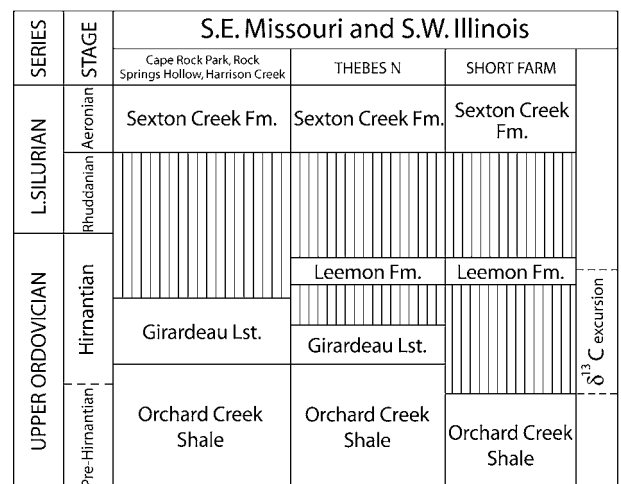 S.E. Missouri and S.W. Illinois
SERIES
STAGE
Cape Rock Park, Rock
Springs Hollow, Harrison Creek
THEBES N
SHORT FARM
L.SILURIAN
Aeronian
Sexton Creek Fm.
Sexton Creek Fm.
Sexton Creek
Fm.
Rhuddanian
UPPER ORDOVICIAN
Hirnantian
Leemon Fm.
Leemon Fm.
Girardeau Lst.
Girardeau Lst.
δ13C excursion
Pre-Hirnantian
Orchard Creek
Shale
Orchard Creek
Shale
Orchard Creek
Shale